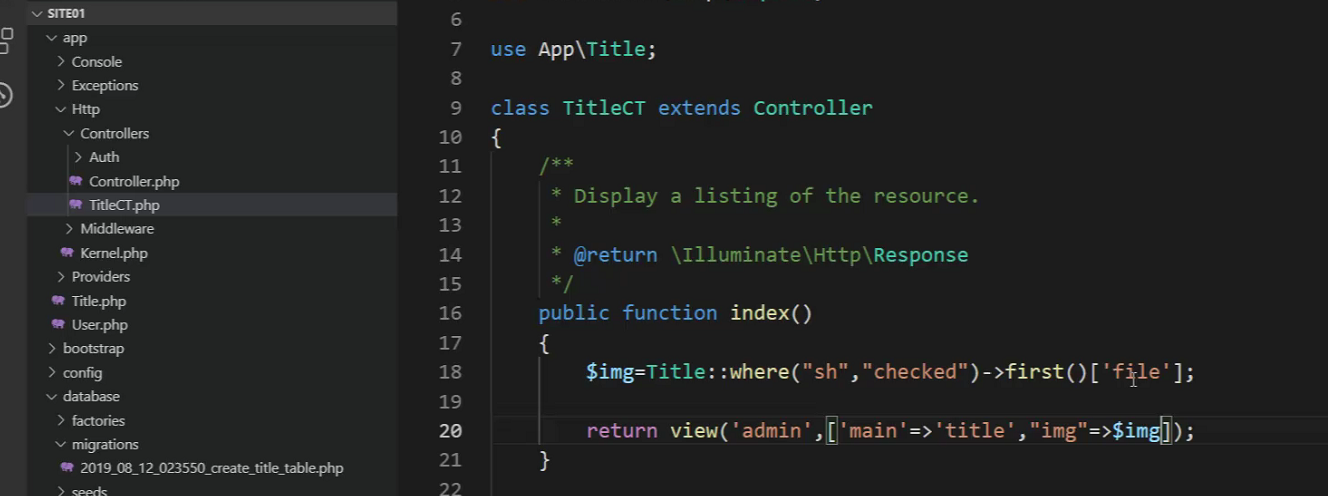 SITE01
app
Console
Exceptions
Http
Controllers
Auth
Controller.php
TitleCT.php
Middleware
Kernel.php
Providers
Title.php
User.php
bootstrap
config
database
factories
migrations
2019_08_12_023550_create_title_table.php
seeds
6
7 use App\Title;
8
9 class TitleCT extends Controller
10 {
11 /**
12 * Display a listing of the resource.
13 *
14 * @return \Illuminate\Http\Response
15 */
16 public function index()
17 {
18 $img=Title::where("sh","checked")->first()['file'];
19
20 return view('admin',['main'=>'title',"img"=>$img]);
21 }
22